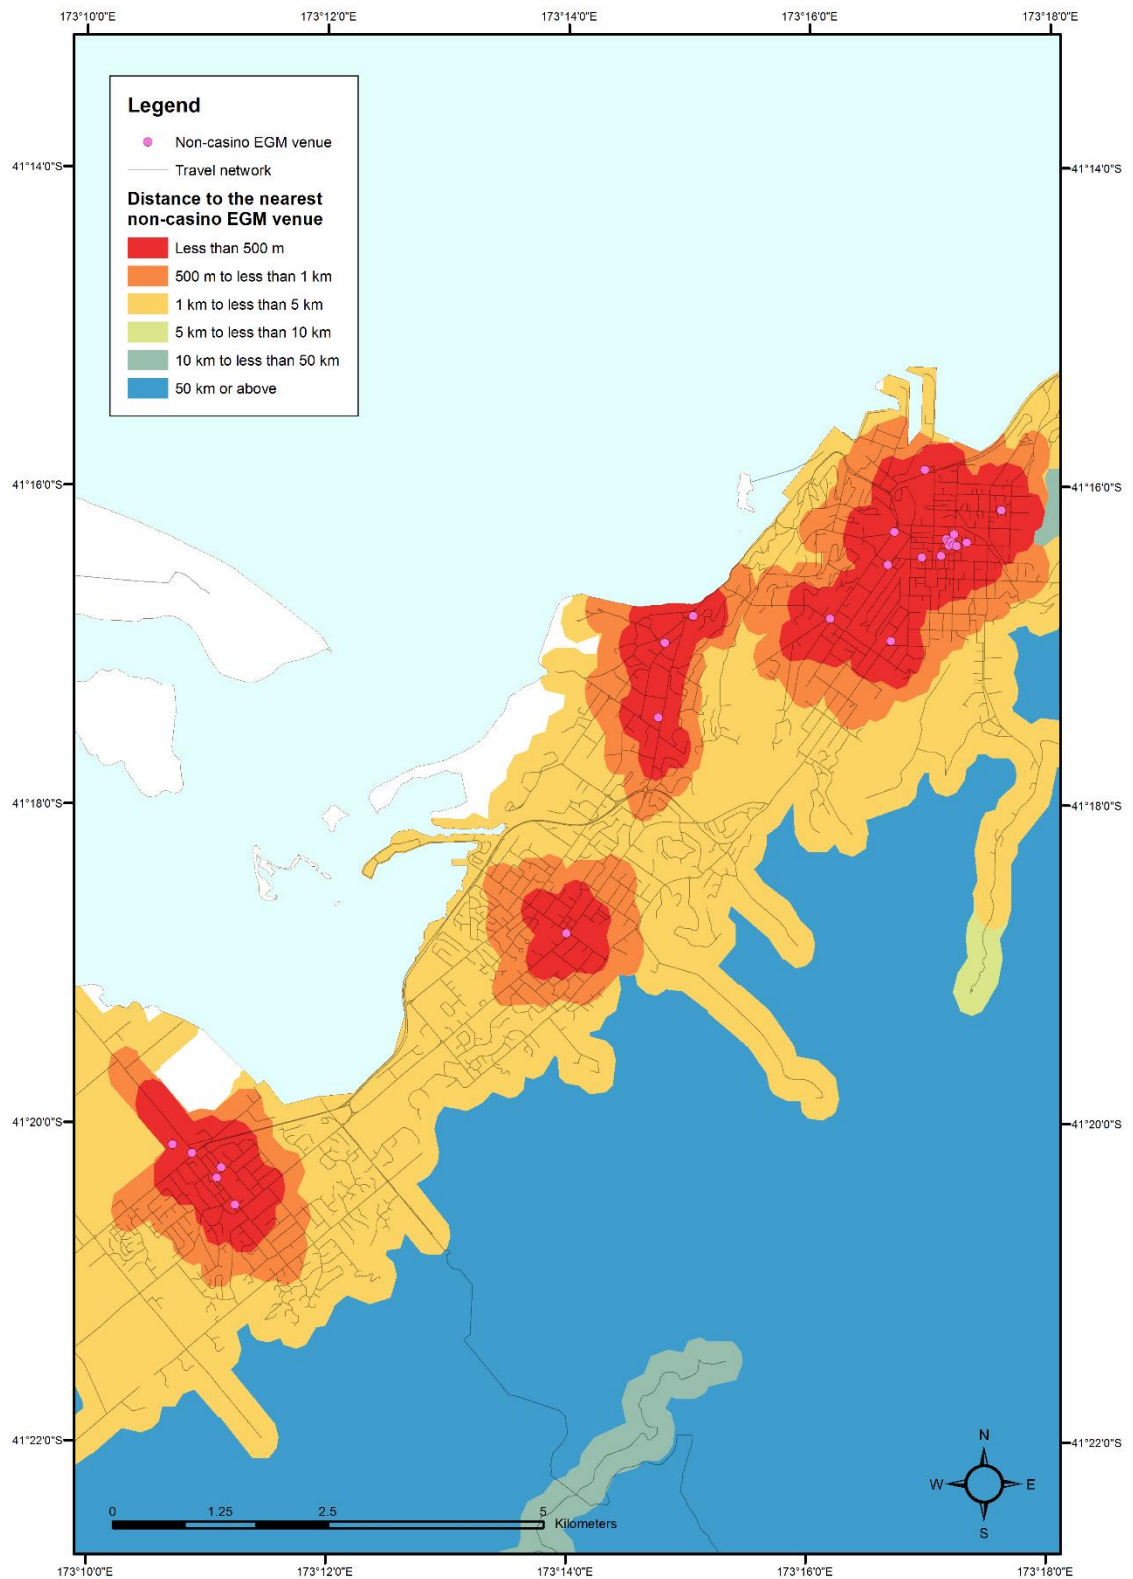 173°10'0"E 173°12'0"E 173°14'0"E 173°16'0"E 173°18'0"E
Legend
Non-casino EGM venue
Travel network
Distance to the nearest
non-casino EGM venue
Less than 500 m
500 m to less than 1 km
1 km to less than 5 km
5 km to less than 10 km
10 km to less than 50 km
50 km or above
41°14'0"S 41°14'0"S
41°16'0"S 41°16'0"S
41°18'0"S 41°18'0"S
41°20'0"S 41°20'0"S
41°22'0"S 41°22'0"S
N
W E
S
0 1.25 2.5 5
Kilometers
173°10'0"E 173°12'0"E 173°14'0"E 173°16'0"E 173°18'0"E